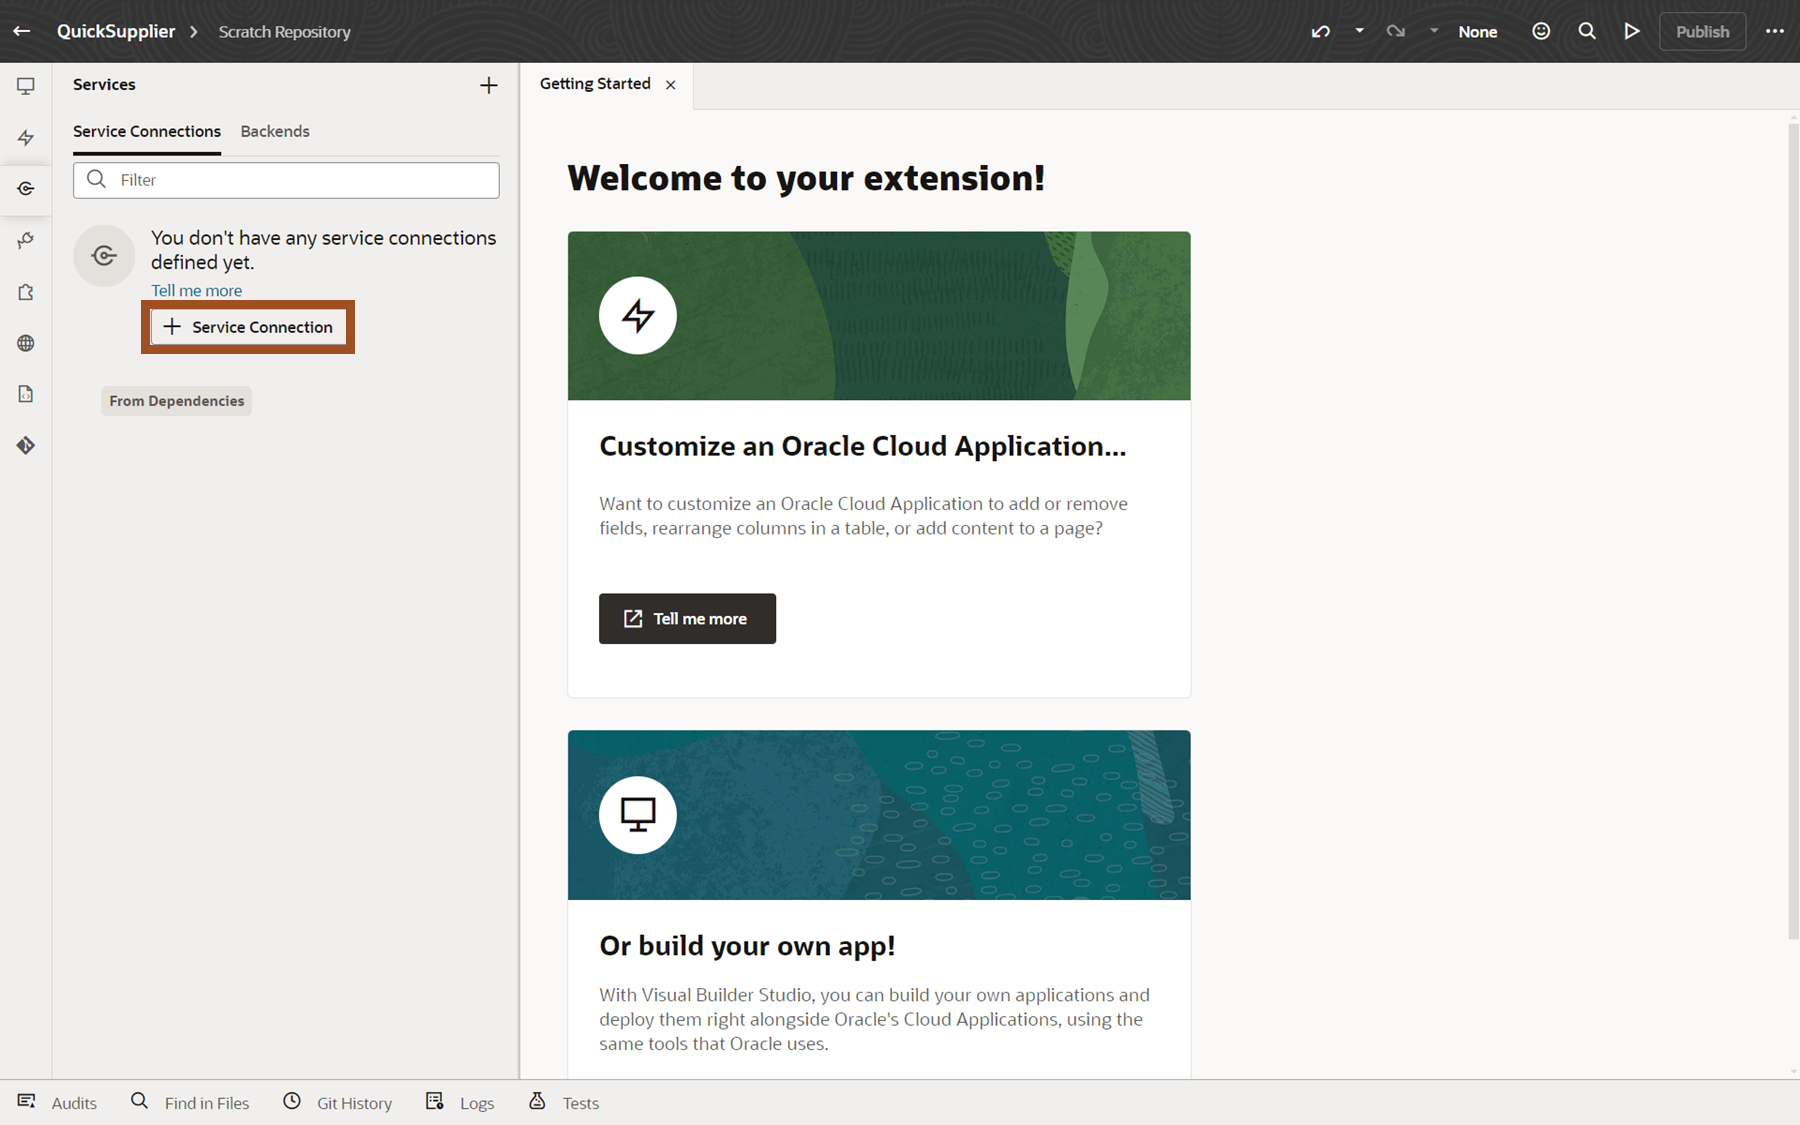 QuickSupplier
Scratch Repository
None
Publish
Services
Service Connections
Backends
Filter
You don't have any service connections
defined yet.
Tell me more
Service Connection
From Dependencies
Getting Started
Welcome to your extension!
Customize an Oracle Cloud Application...
Want to customize an Oracle Cloud Application to add or remove
fields, rearrange columns in a table, or add content to a page?
Tell me more
Or build your own app!
With Visual Builder Studio, you can build your own applications and
deploy them right alongside Oracle's Cloud Applications, using the
same tools that Oracle uses.
Audits
Find in Files
Git History
Logs
Tests